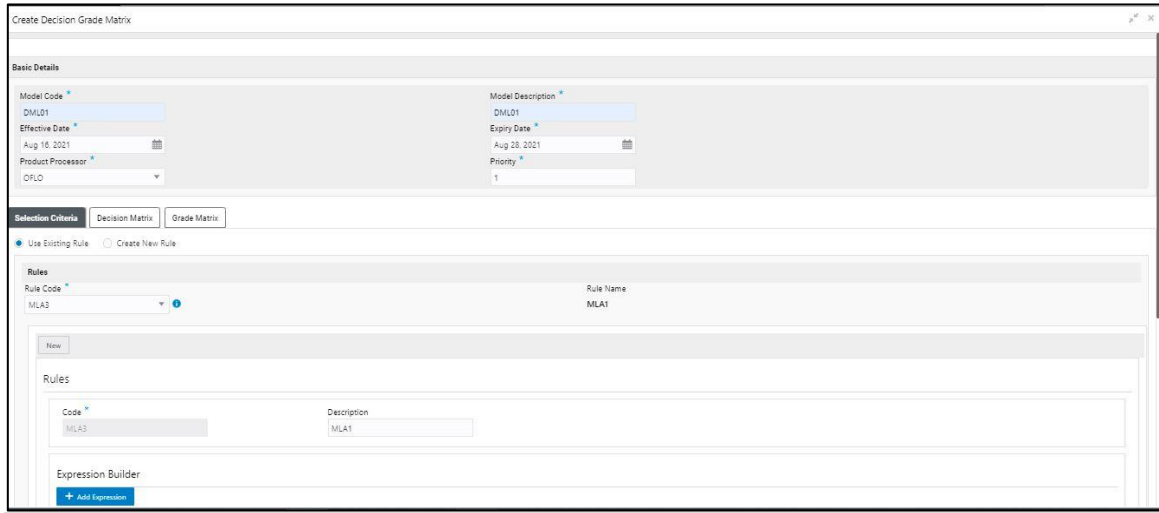 Create Decision Grade Matrix
Basic Details
Model Code * Model Description *
DML01 DML01
Effective Date * Expiry Date *
Aug 16, 2021 Aug 28, 2021
Product Processor * Priority *
OFLO 1
Selection Criteria Decision Matrix Grade Matrix
Use Existing Rule Create New Rule
Rules
Rule Code * Rule Name
MLA3 MLA1
New
Rules
Code * Description
MLA3 MLA1
Expression Builder
+ Add Expression